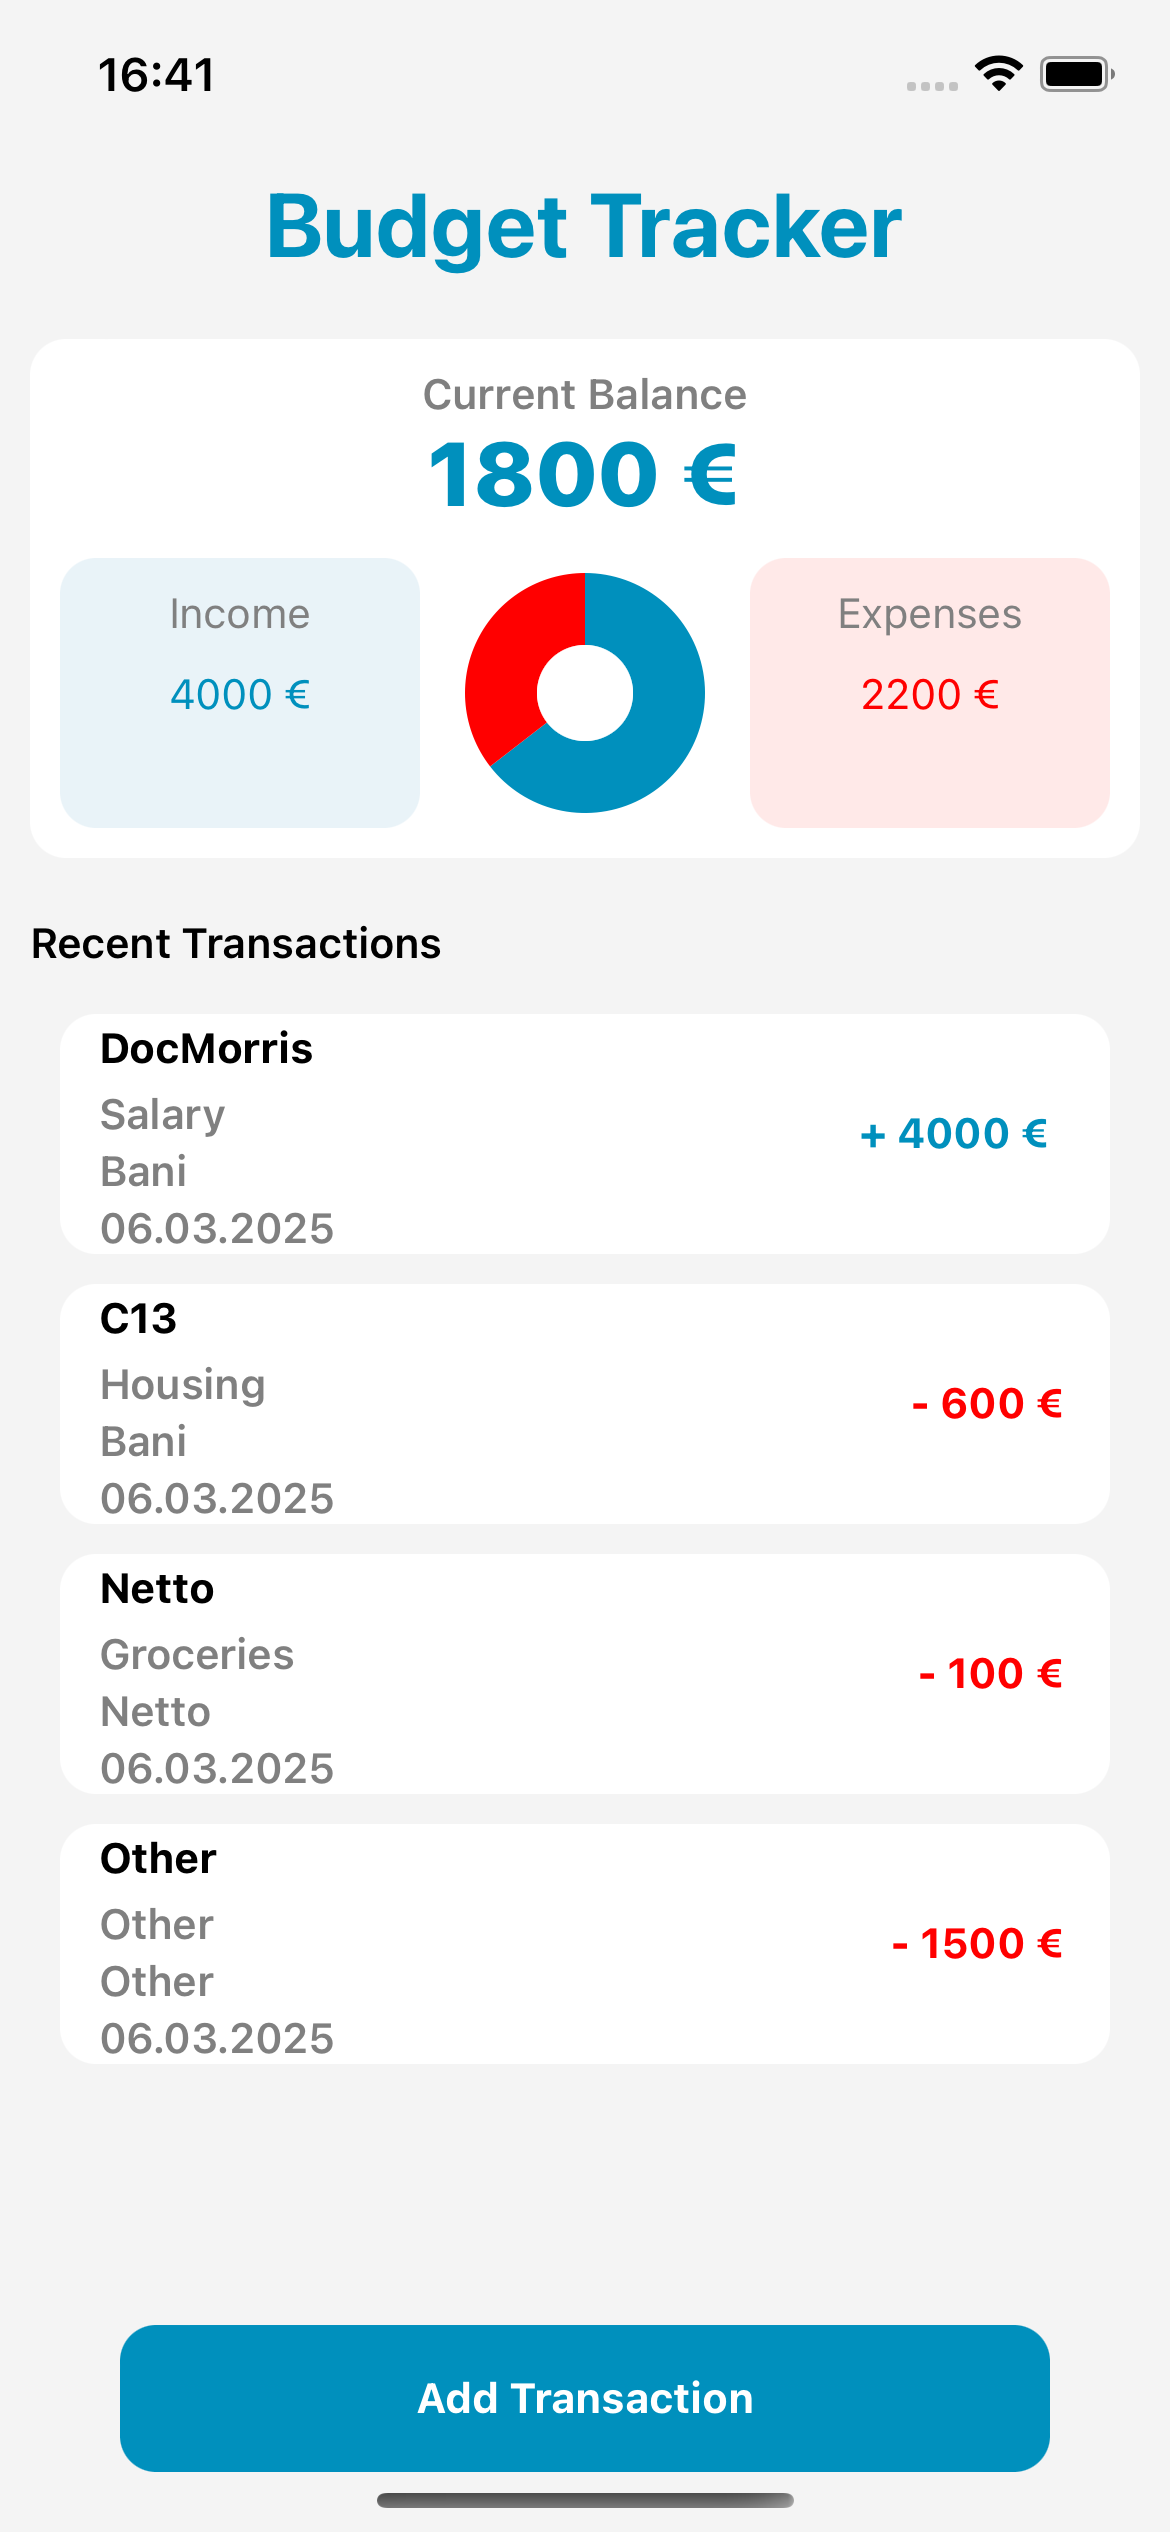 16:41
Budget Tracker
Current Balance
1800 €
Income
4000 €
Expenses
2200 €
Recent Transactions
DocMorris
Salary
Bani
06.03.2025
+ 4000 €
C13
Housing
Bani
06.03.2025
- 600 €
Netto
Groceries
Netto
06.03.2025
- 100 €
Other
Other
Other
06.03.2025
- 1500 €
Add Transaction